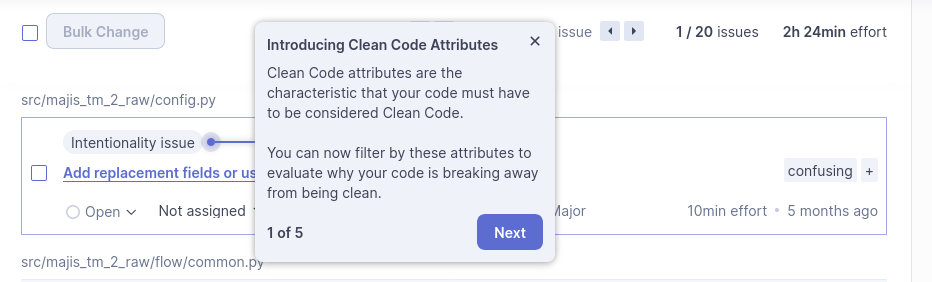 Bulk Change
issue
1 / 20 issues
2h 24min effort
Introducing Clean Code Attributes
Clean Code attributes are the
characteristic that your code must have
to be considered Clean Code.
You can now filter by these attributes to
evaluate why your code is breaking away
from being clean.
1 of 5
Next
src/majis_tm_2_raw/config.py
Intentionality issue
Add replacement fields or us
confusing +
Open
Not assigned
Major
10min effort • 5 months ago
src/majis_tm_2_raw/flow/common.py